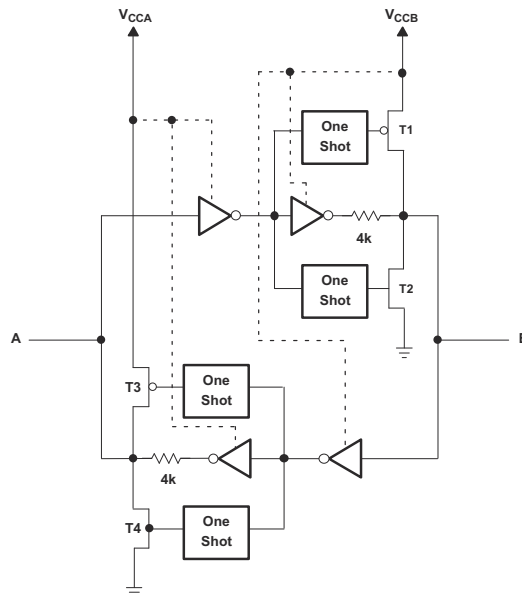 VCCA
VCCB
One
Shot
T1
4k
One
Shot
T2
A
B
T3
One
Shot
4k
T4
One
Shot